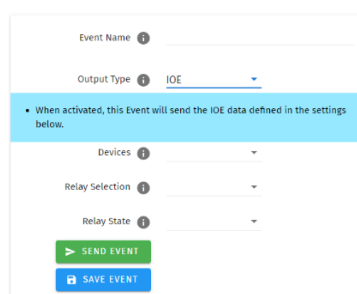 Event Name
Output Type IOE
When activated, this Event will send the IOE data defined in the settings
below.
Devices
Relay Selection
Relay State
SEND EVENT
SAVE EVENT